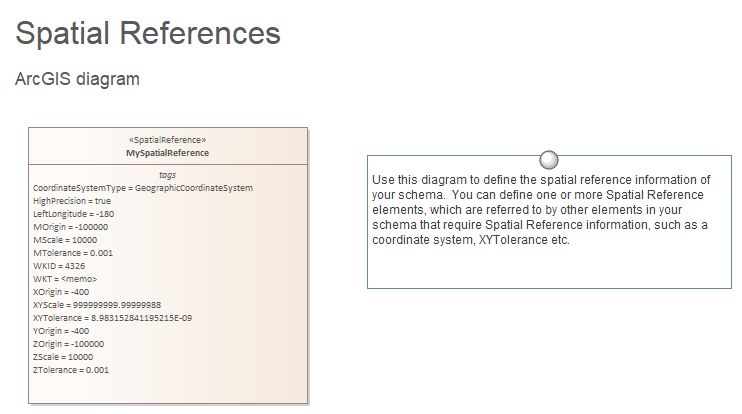 Spatial References
ArcGIS diagram
«SpatialReference»
MySpatialReference
tags
CoordinateSystemType = GeographicCoordinateSystem
HighPrecision = true
LeftLongitude = -180
MOrigin = -100000
MScale = 10000
MTolerance = 0.001
WKID = 4326
WKT = <memo>
XOrigin = -400
XYScale = 999999999.99999988
XYTolerance = 8.983152841195215E-09
YOrigin = -400
ZOrigin = -100000
ZScale = 10000
ZTolerance = 0.001
Use this diagram to define the spatial reference information of
your schema.  You can define one or more Spatial Reference
elements, which are referred to by other elements in your
schema that require Spatial Reference information, such as a
coordinate system, XYTolerance etc.